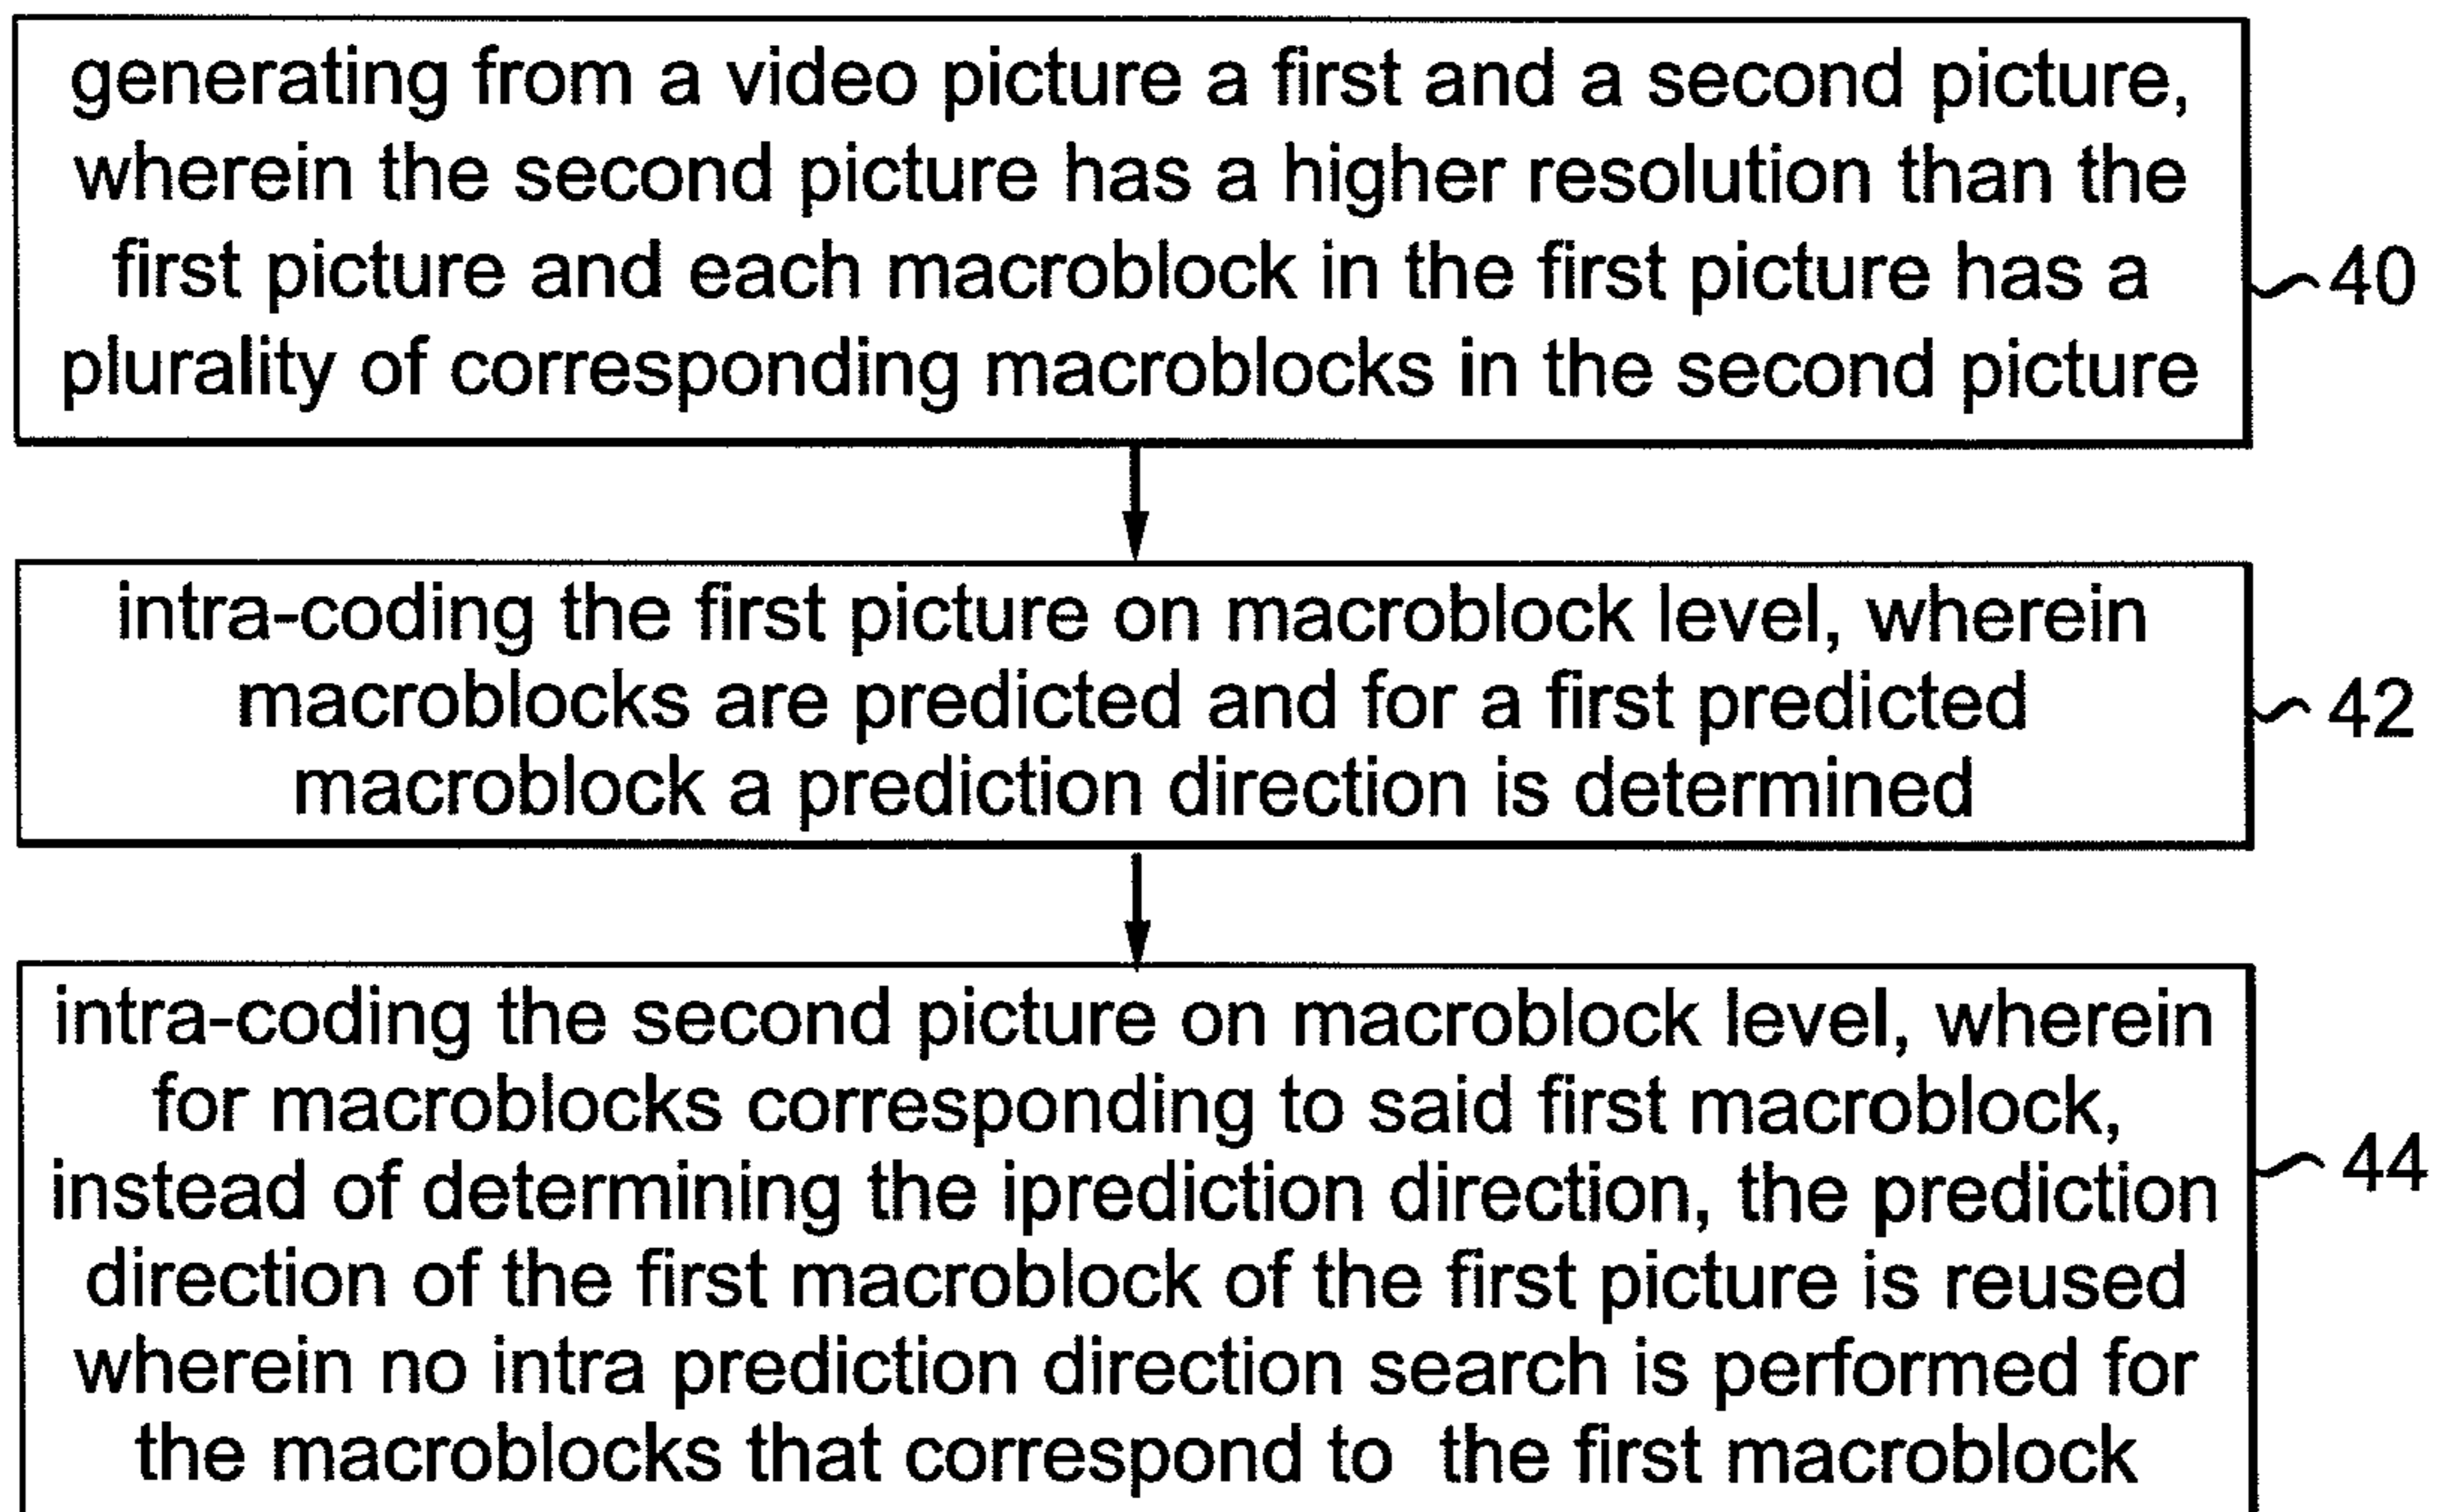 generating from a video picture a first and a second picture,
wherein the second picture has a higher resolution than the
first picture and each macroblock in the first picture has a
plurality of corresponding macroblocks in the second picture
40
intra-coding the first picture on macroblock level, wherein
macroblocks are predicted and for a first predicted
macroblock a prediction direction is determined
42
intra-coding the second picture on macroblock level, wherein
for macroblocks corresponding to said first macroblock,
instead of determining the iprediction direction, the prediction
direction of the first macroblock of the first picture is reused
wherein no intra prediction direction search is performed for
the macroblocks that correspond to the first macroblock
44